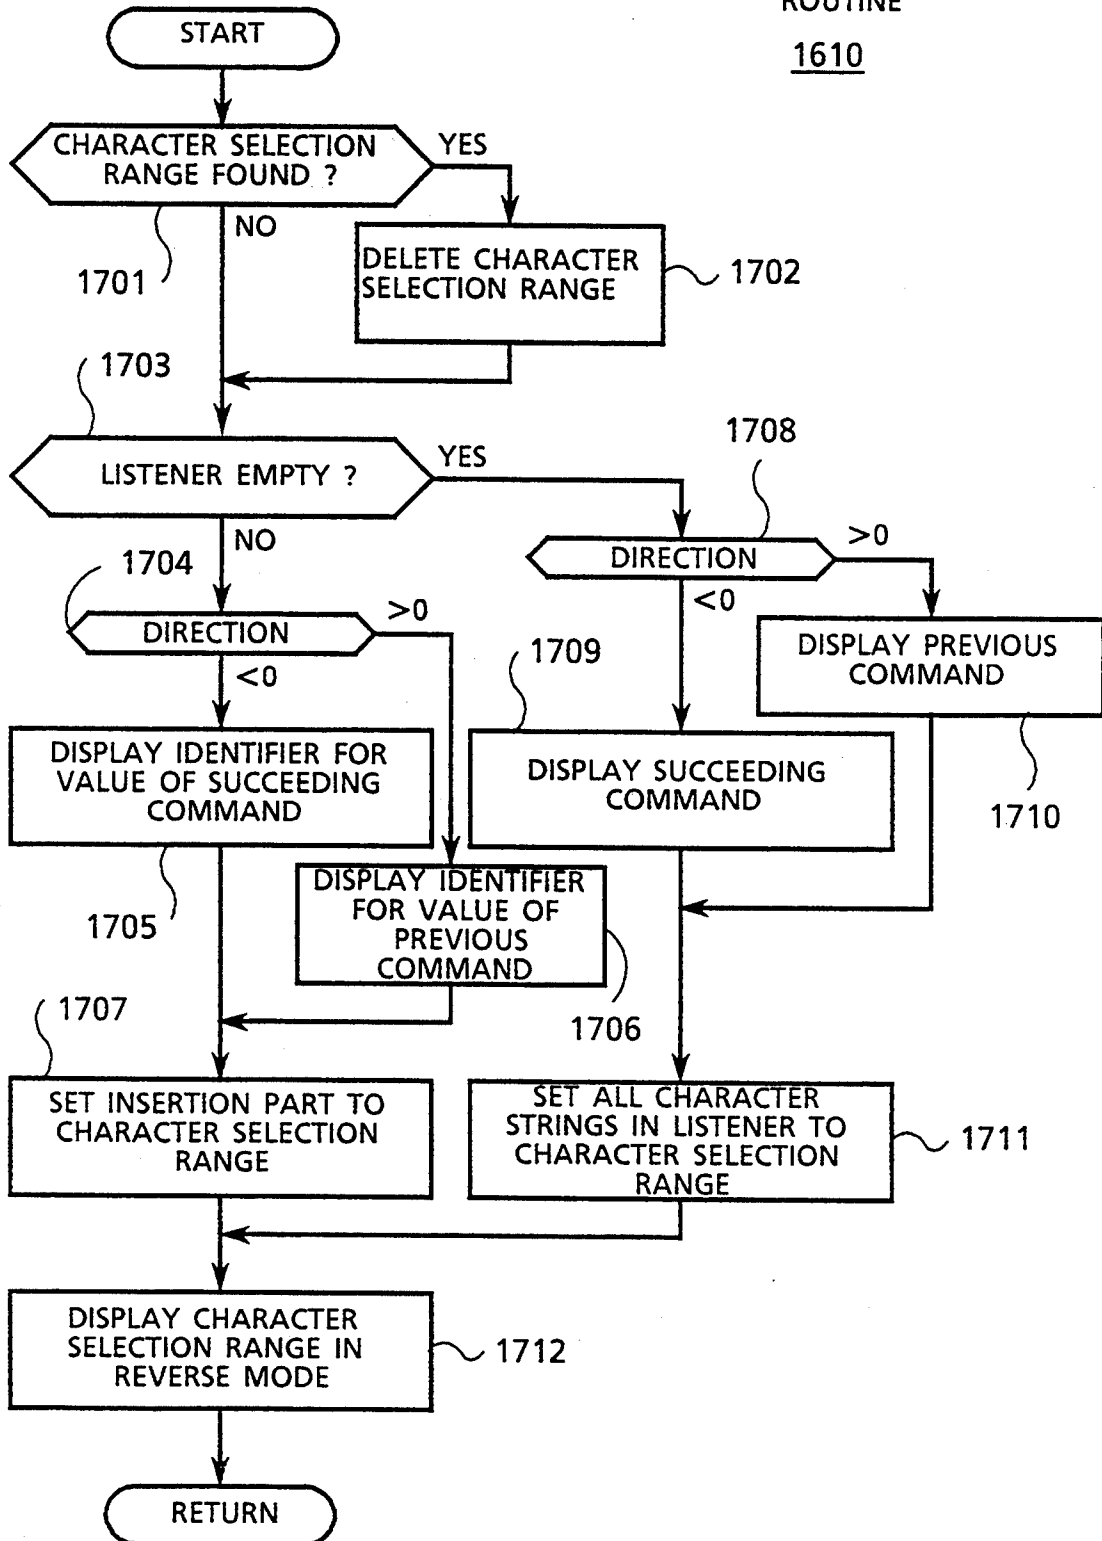 ROUTINE
1610
START
CHARACTER SELECTION
RANGE FOUND ?
YES
NO
1701
DELETE CHARACTER
SELECTION RANGE
1702
1703
LISTENER EMPTY ?
YES
NO
1708
DIRECTION
>0
<0
1704
DIRECTION
>0
<0
DISPLAY PREVIOUS
COMMAND
1710
1709
DISPLAY SUCCEEDING
COMMAND
DISPLAY IDENTIFIER FOR
VALUE OF SUCCEEDING
COMMAND
1705
DISPLAY IDENTIFIER
FOR VALUE OF
PREVIOUS
COMMAND
1706
1707
SET INSERTION PART TO
CHARACTER SELECTION
RANGE
SET ALL CHARACTER
STRINGS IN LISTENER TO
CHARACTER SELECTION
RANGE
1711
DISPLAY CHARACTER
SELECTION RANGE IN
REVERSE MODE
1712
RETURN